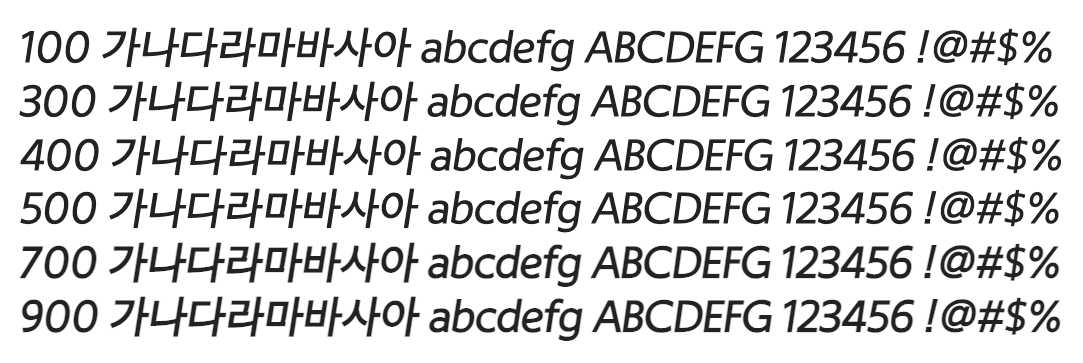 100 가나다라마바사아 abcdefg ABCDEFG 123456 !@#$%
300 가나다라마바사아 abcdefg ABCDEFG 123456 !@#$%
400 가나다라마바사아 abcdefg ABCDEFG 123456 !@#$%
500 가나다라마바사아 abcdefg ABCDEFG 123456 !@#$%
700 가나다라마바사아 abcdefg ABCDEFG 123456 !@#$%
900 가나다라마바사아 abcdefg ABCDEFG 123456 !@#$%